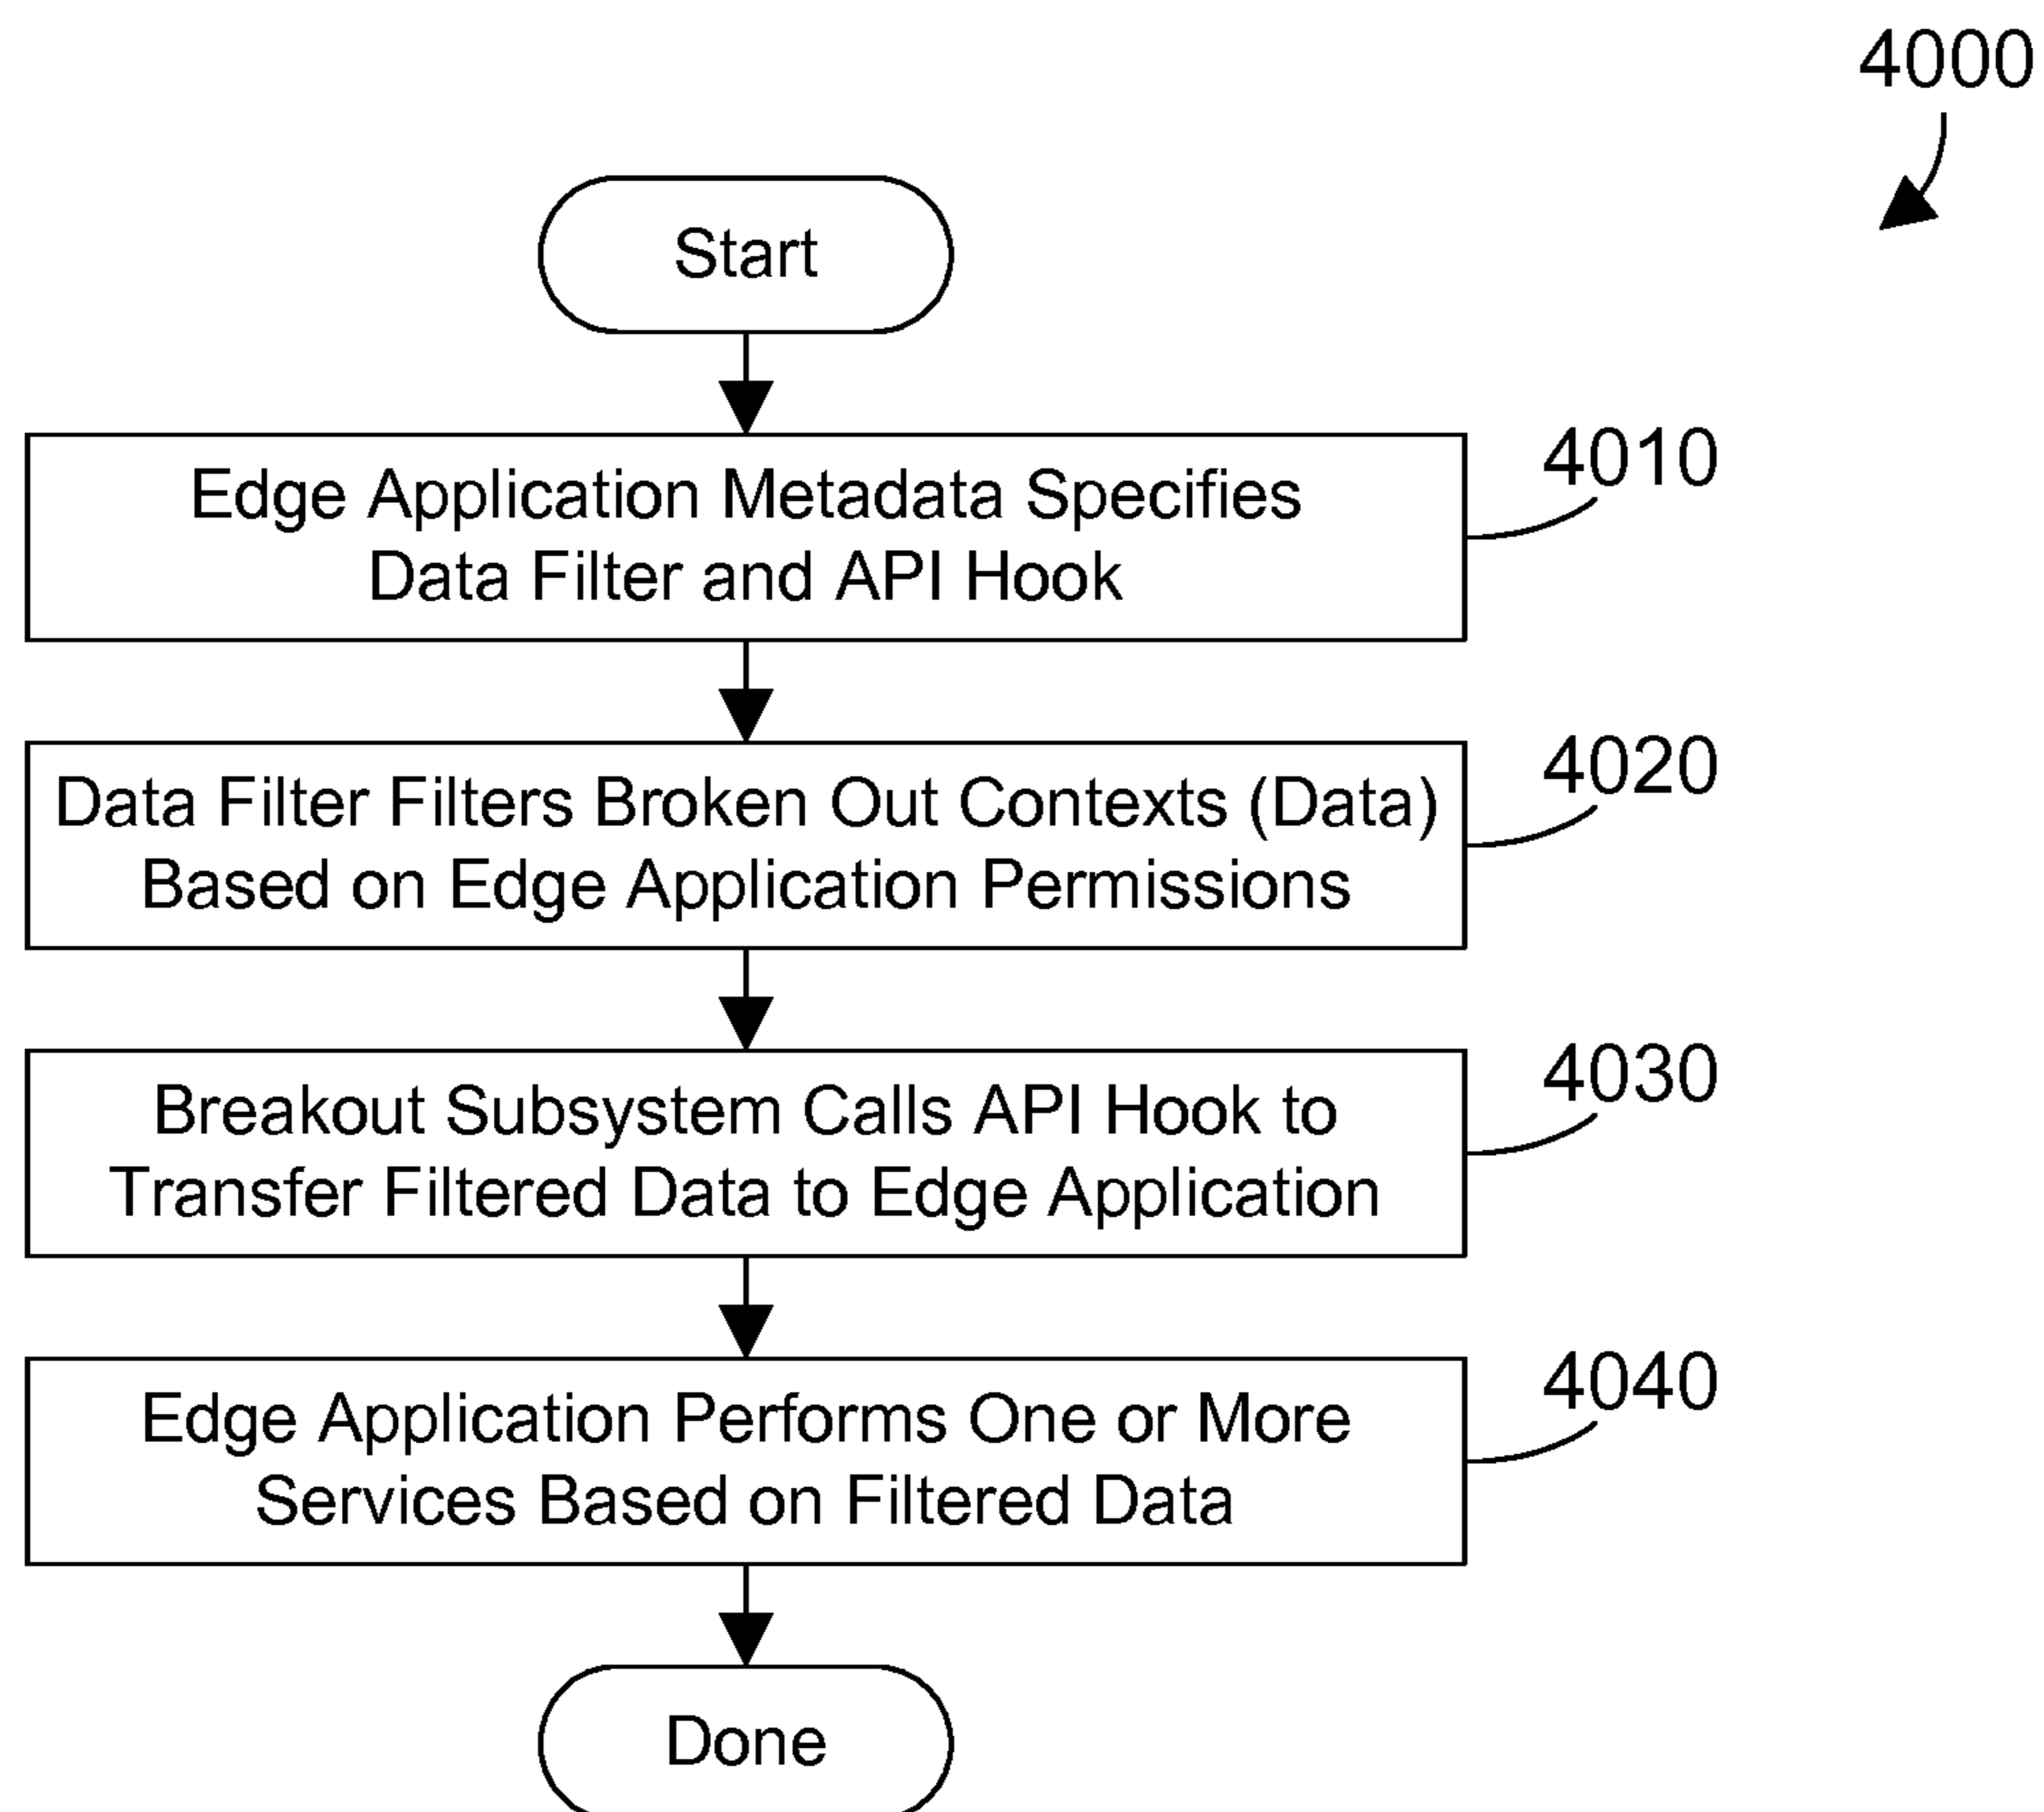 4000
Start
Edge Application Metadata Specifies
Data Filter and API Hook
4010
Data Filter Filters Broken Out Contexts (Data)
Based on Edge Application Permissions
4020
Breakout Subsystem Calls API Hook to
Transfer Filtered Data to Edge Application
4030
Edge Application Performs One or More
Services Based on Filtered Data
4040
Done